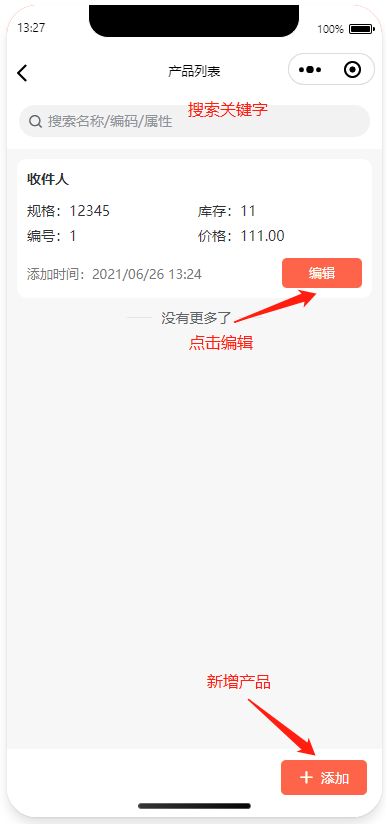 13:27
100%
产品列表
搜索关键字
搜索名称/编码/属性
收件人
规格：12345 库存：11
编号：1 价格：111.00
添加时间：2021/06/26 13:24 编辑
没有更多了
点击编辑
新增产品
添加